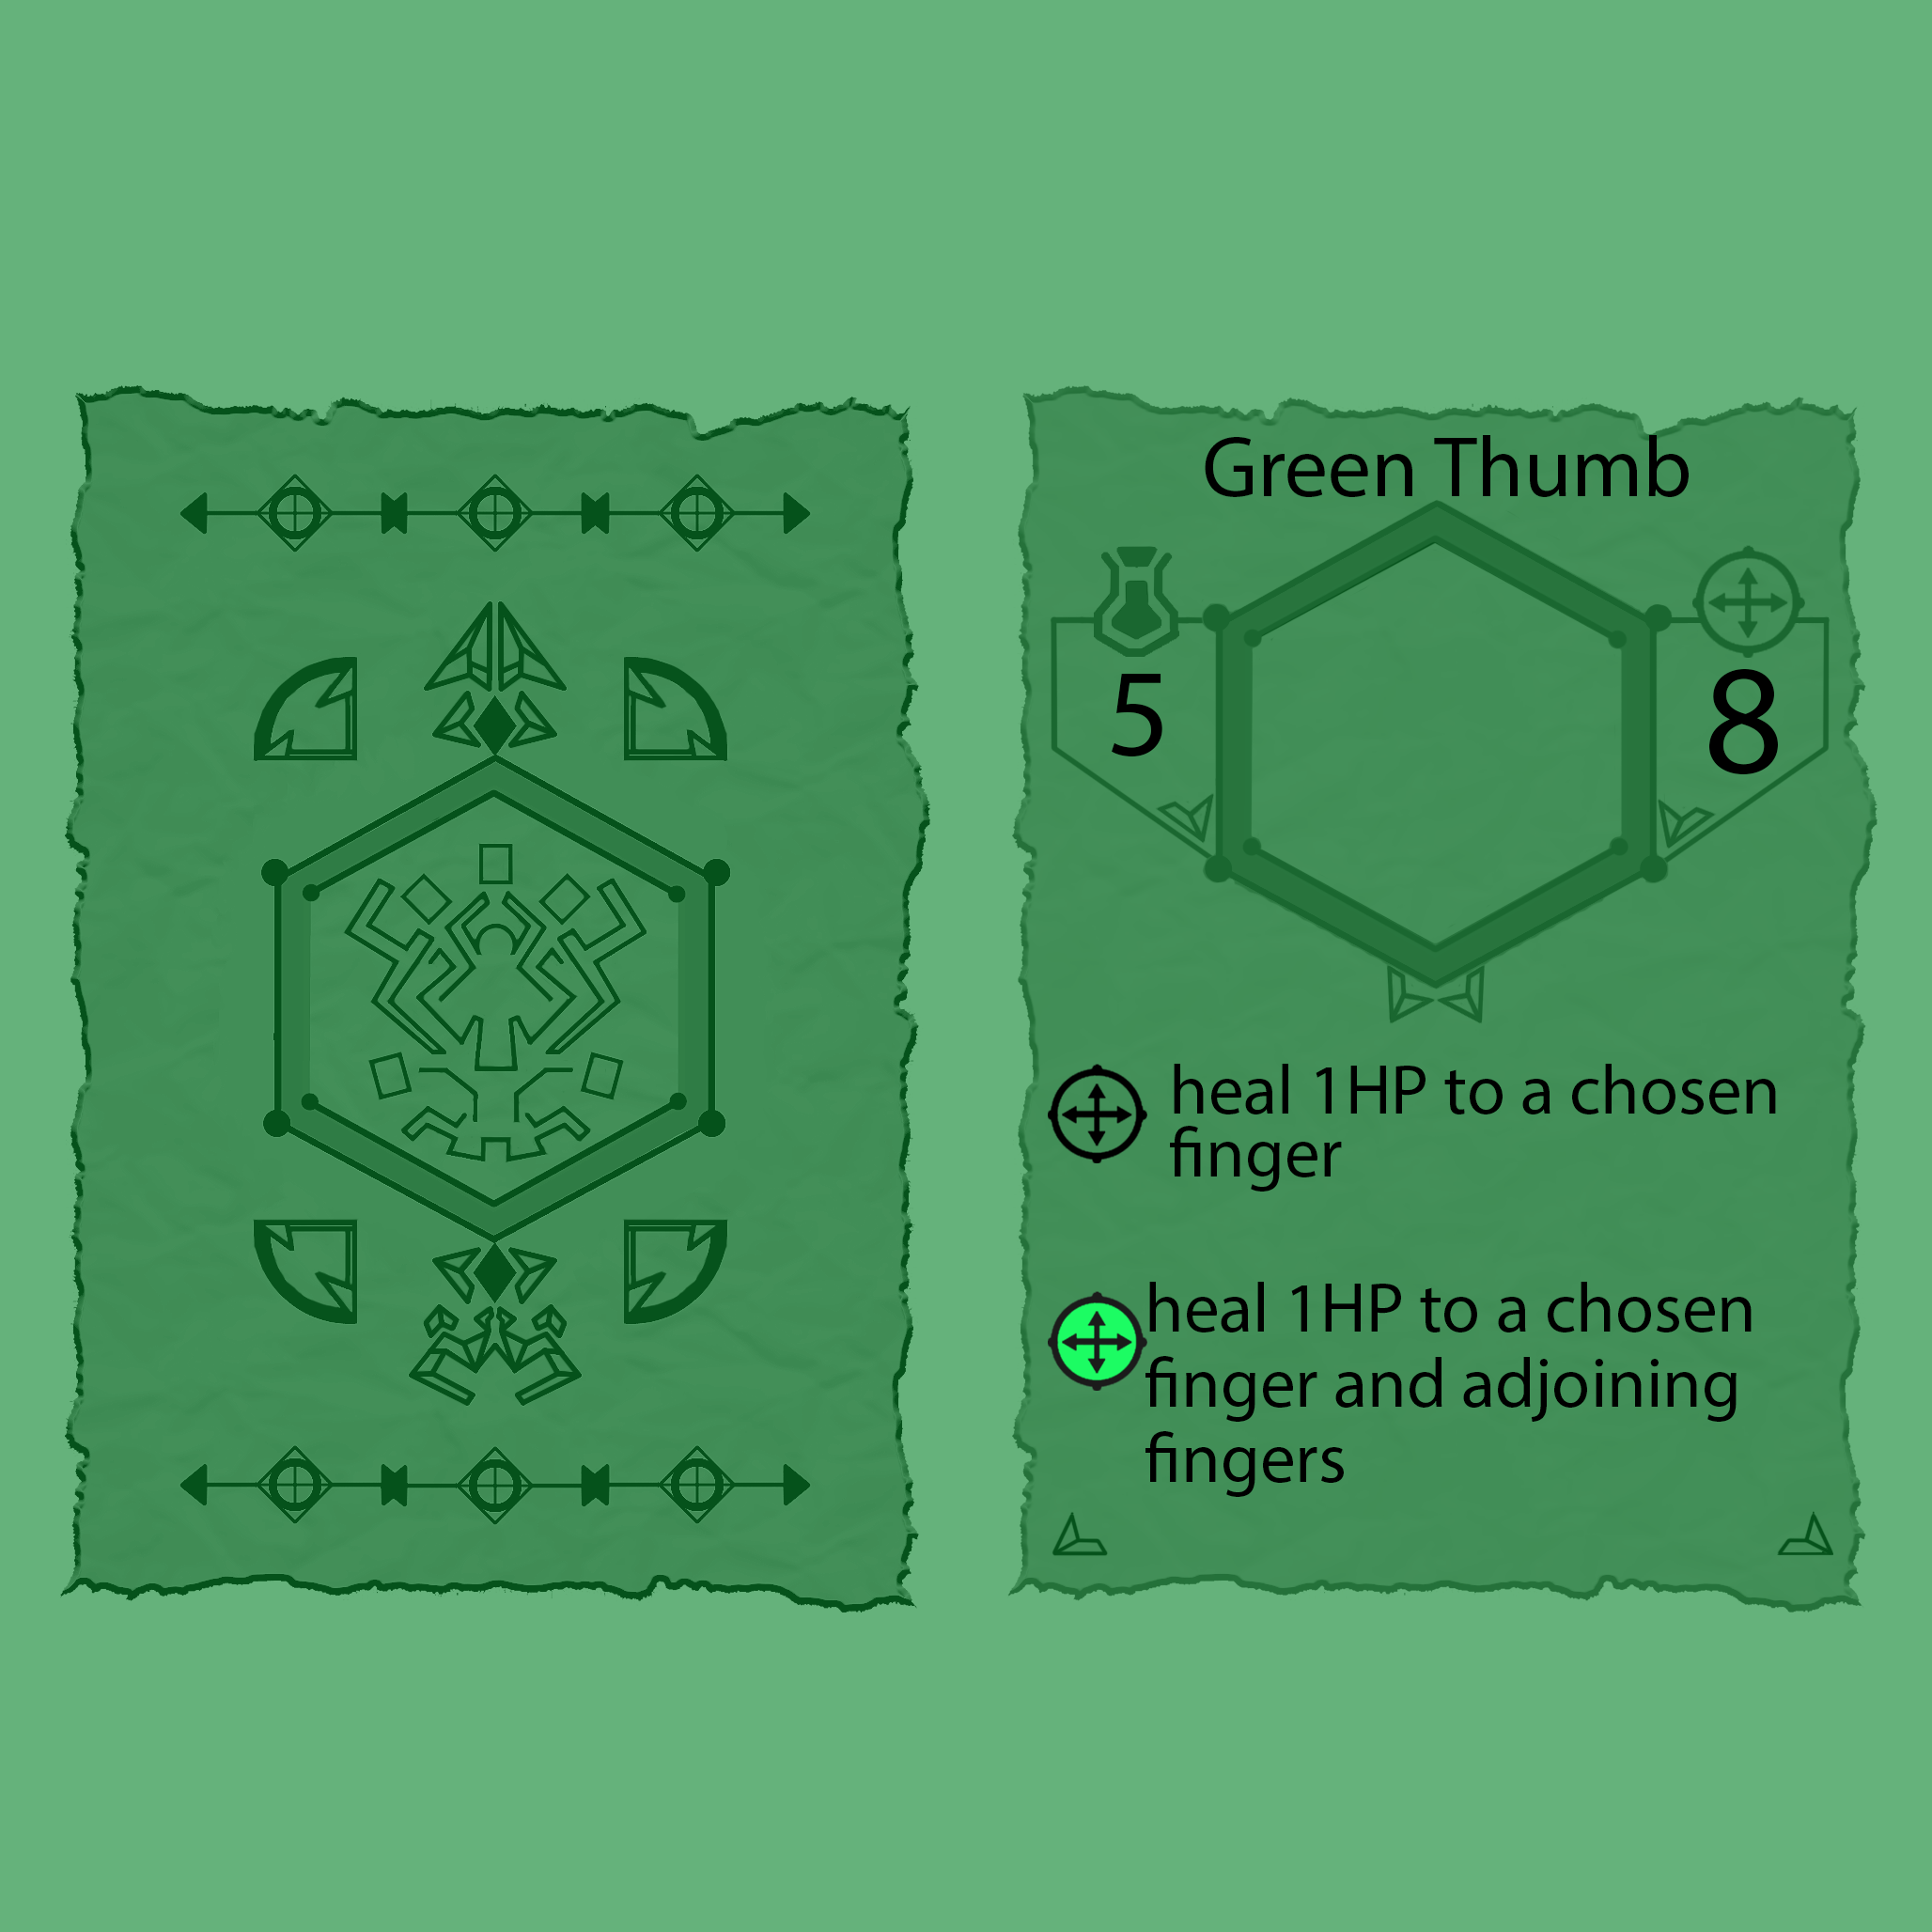 Green Thumb
5
8
heal 1HP to a chosen
finger
heal 1HP to a chosen
finger and adjoining
fingers